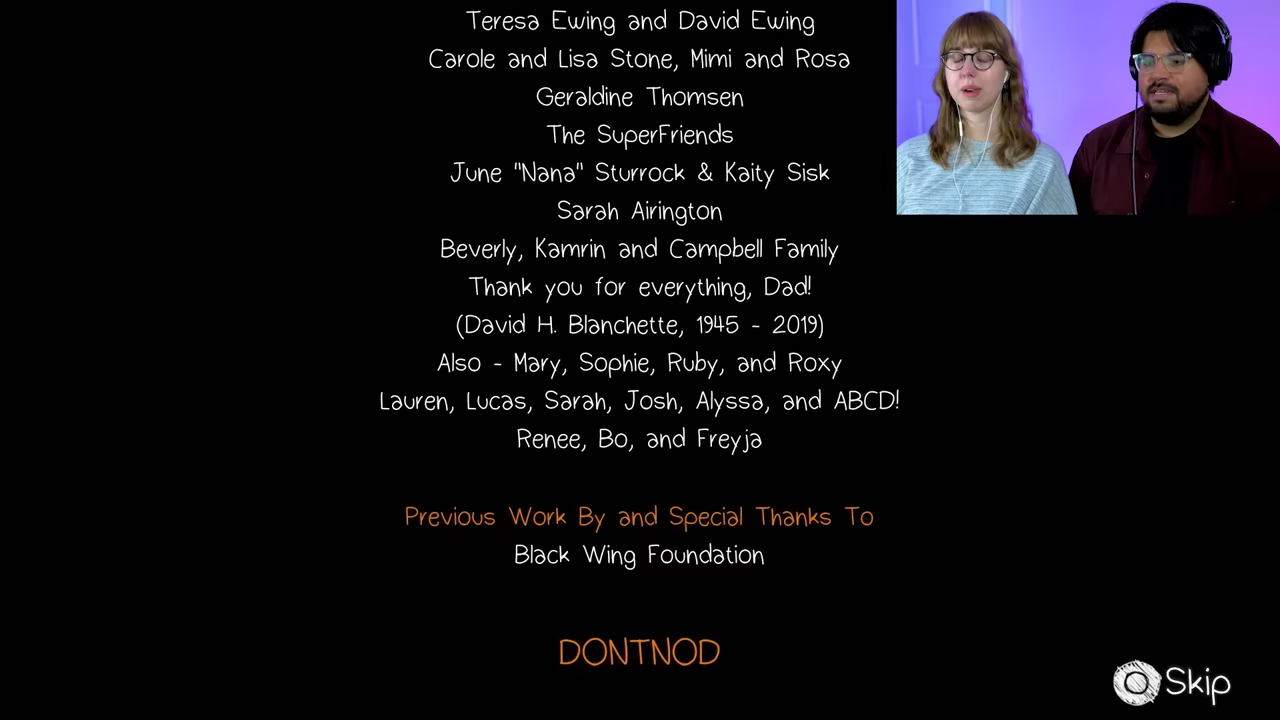 Teresa Ewing and David Ewing
Carole and Lisa Stone, Mimi and Rosa
Geraldine Thomsen
The SuperFriends
June "Nana" Sturrock & Kaity Sisk
Sarah Airington
Beverly, Kamrin and Campbell Family
Thank you for everything, Dad!
(David H. Blanchette, 1945 - 2019)
Also - Mary, Sophie, Ruby, and Roxy
Lauren, Lucas, Sarah, Josh, Alyssa, and ABCD!
Renee, Bo, and Freyja
Previous Work By and Special Thanks To
Black Wing Foundation
DONTNOD
Skip